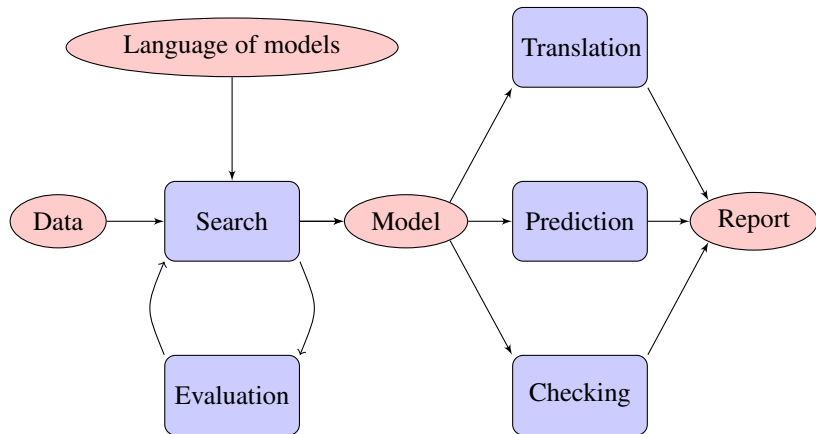 Language of models
Translation
Data
Search
Model
Prediction
Report
Evaluation
Checking